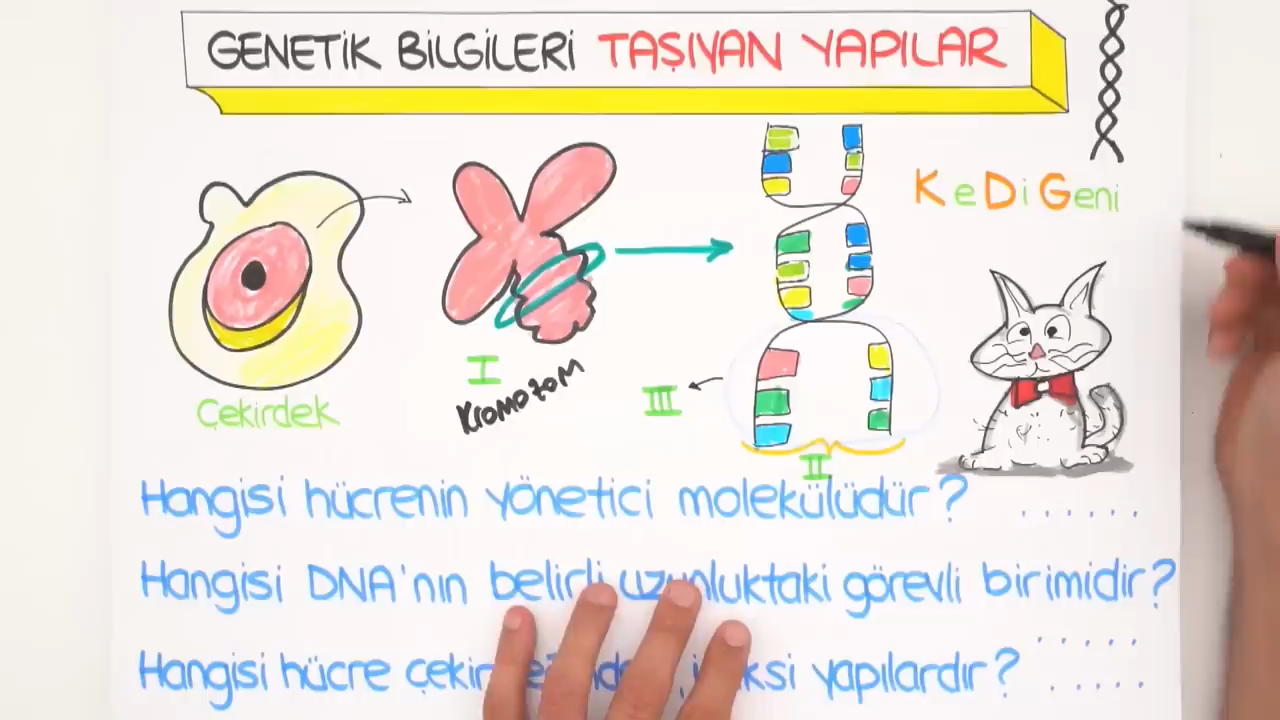 GENETİK BİLGİLERİ TAŞIYAN YAPILAR
KeDiGeni
I
Kromozom
III
Çekirdek
II
Hangisi hücrenin yönetici molekülüdür? ......
Hangisi DNA'nın belirli uzunluktaki görevli birimidir?
......
Hangisi hücre yapılardır? ......